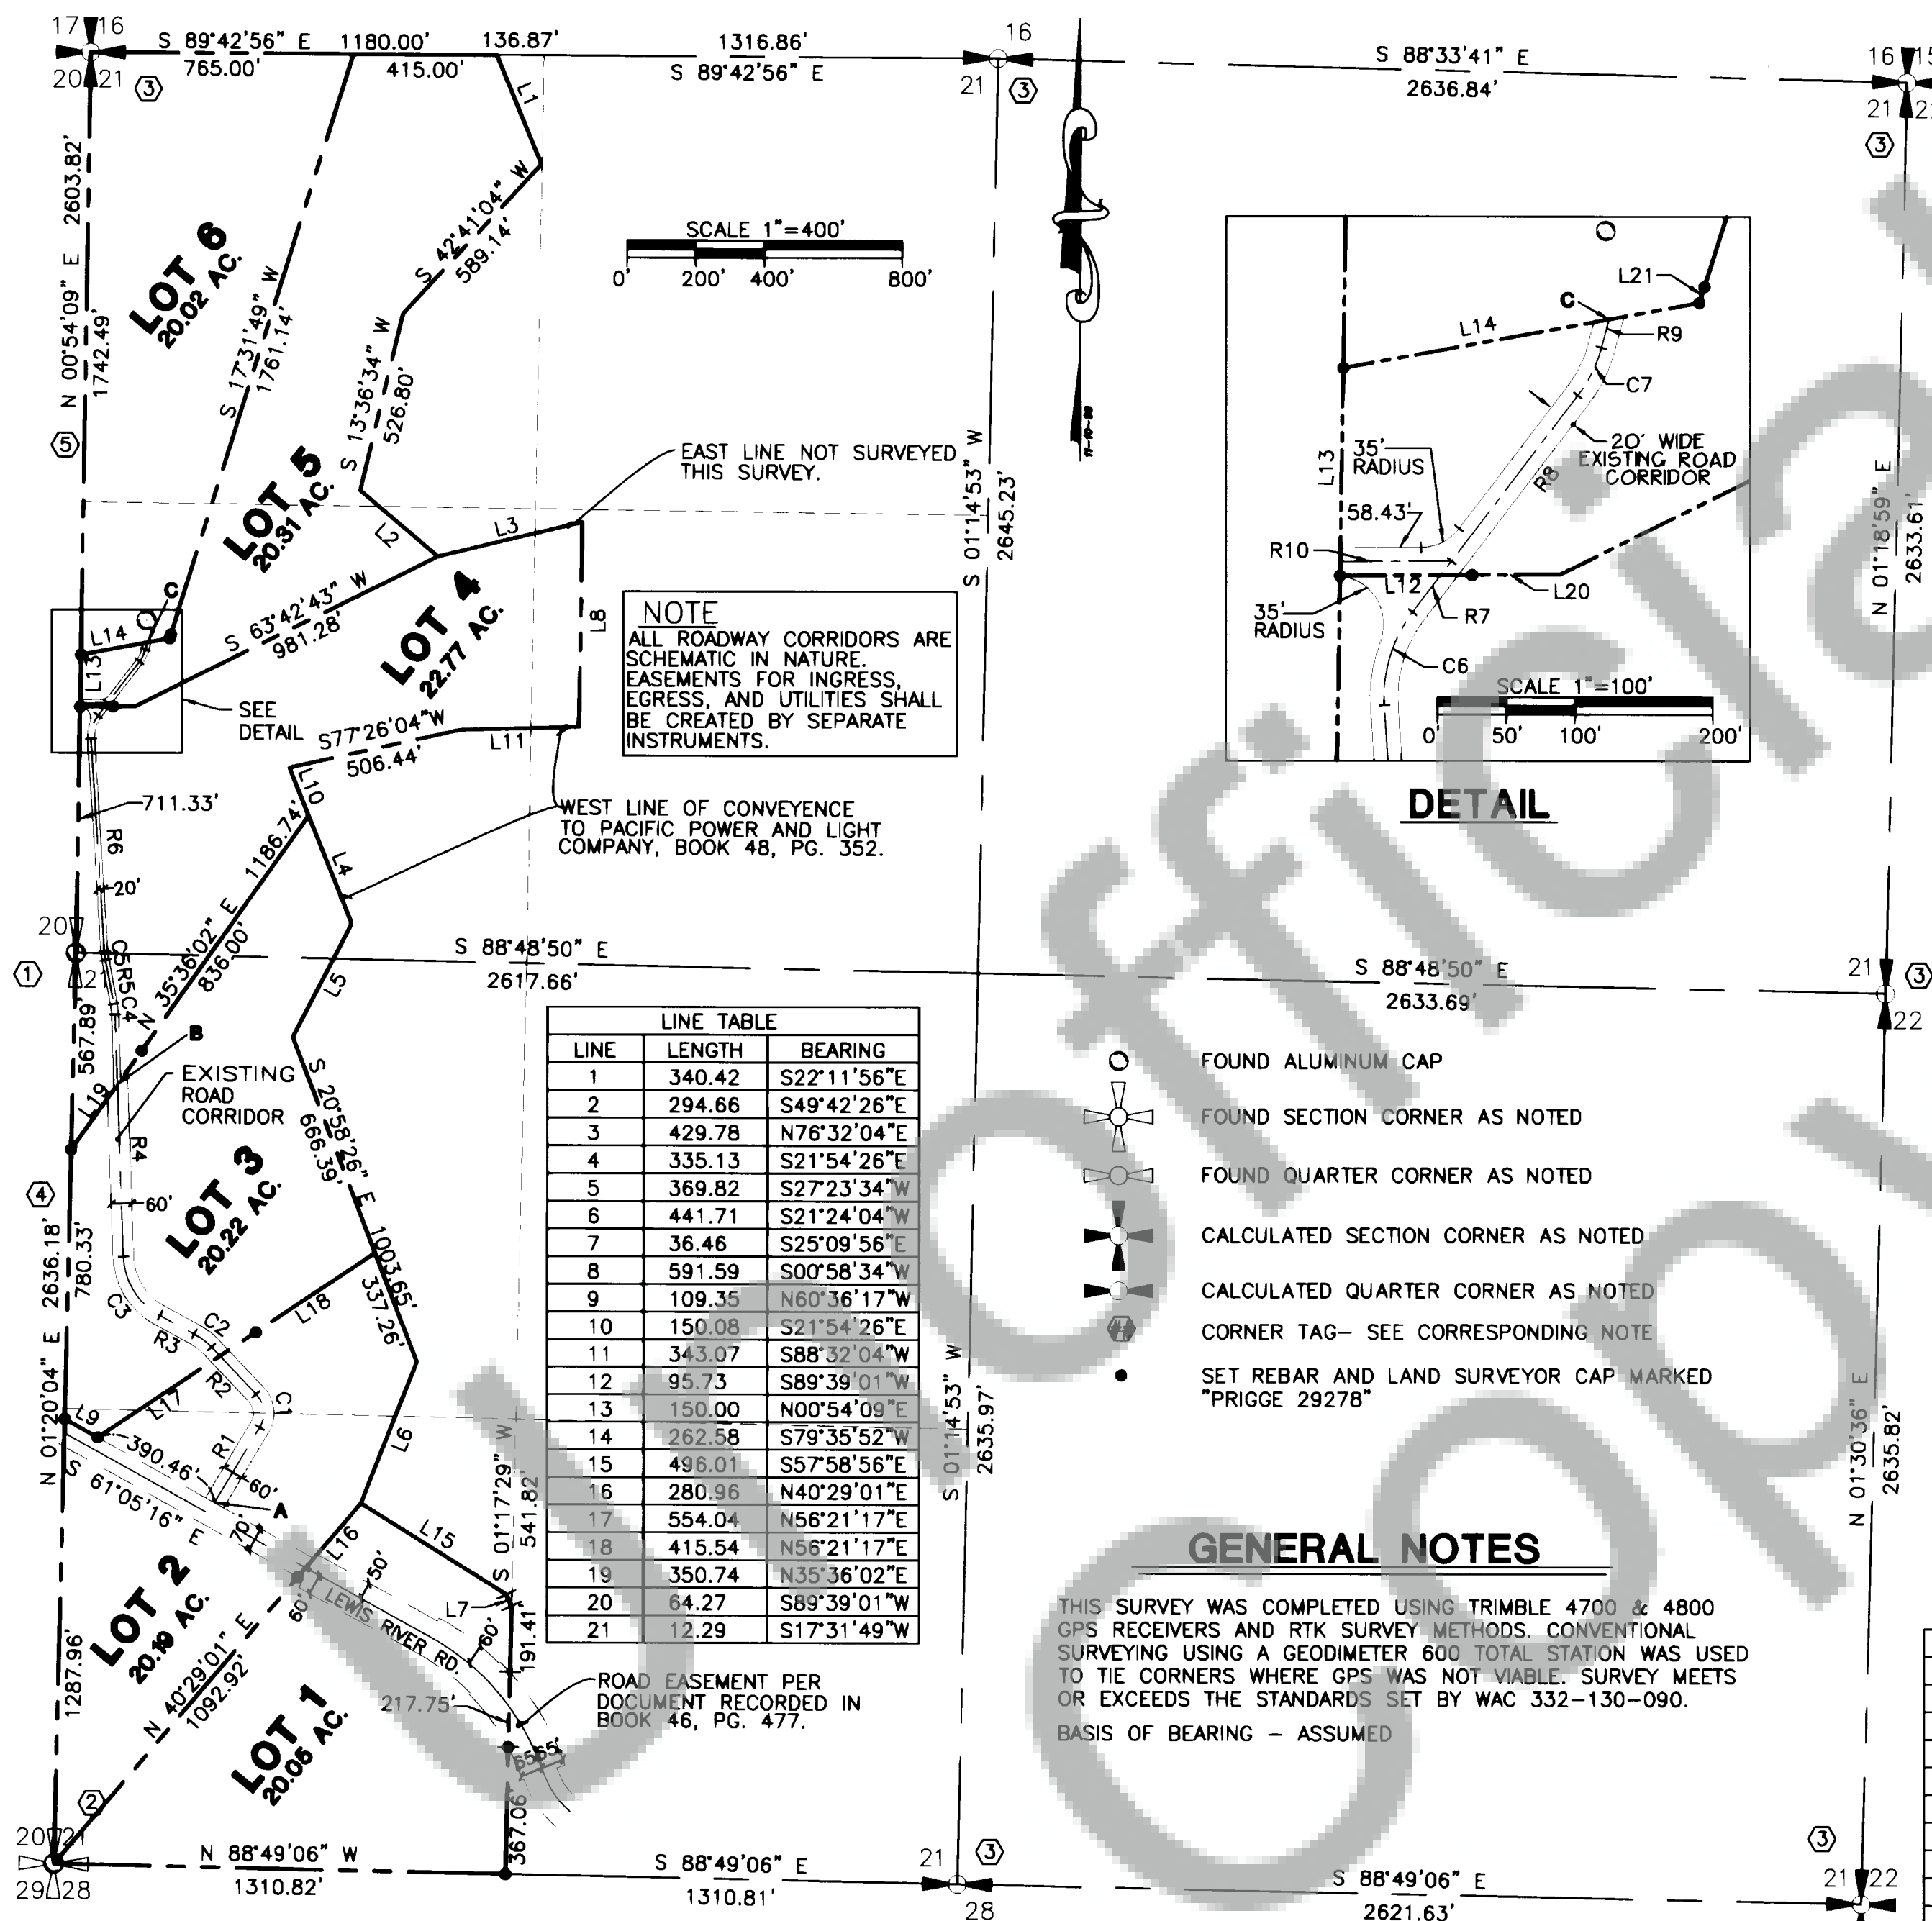 17 16
S 89°42'56" E 1180.00' 136.87'
765.00' 415.00'
1316.86'
S 89°42'56" E
16
21
3
S 88°33'41" E
2636.84'
16
21
3
20 21
3
L1
N 00°54'09" E 2603.82'
1742.49'
5
LOT 6
20.02 AC.
S 17°31'49" W
1761.14'
S 42°41'04" W
589.14'
S 13°36'34" W
526.80'
SCALE 1"=400'
0' 200' 400' 800'
11-10-98
EAST LINE NOT SURVEYED
THIS SURVEY.
LOT 5
20.31 AC.
L2
L3
S 63°42'43" W
981.28'
LOT 4
22.77 AC.
L8
C
L14
L13
SEE
DETAIL
S77°26'04"W
506.44'
L11
L10
NOTE
ALL ROADWAY CORRIDORS ARE
SCHEMATIC IN NATURE.
EASEMENTS FOR INGRESS,
EGRESS, AND UTILITIES SHALL
BE CREATED BY SEPARATE
INSTRUMENTS.
S 01°14'53" W
2645.23'
L21
C
L14
R9
C7
L13
35'
RADIUS
20' WIDE
EXISTING ROAD
CORRIDOR
R8
58.43'
R10
L12
L20
35'
RADIUS
R7
C6
SCALE 1"=100'
0' 50' 100' 200'
DETAIL
N 01°18'59" E
2633.61'
711.33'
R6
20'
1186.74'
L4
WEST LINE OF CONVEYENCE
TO PACIFIC POWER AND LIGHT
COMPANY, BOOK 48, PG. 352.
N 35°36'02" E
836.00'
20
1
21
C5 R5 C4
S 88°48'50" E
2617.66'
S 88°48'50" E
2633.69'
21
3
22
567.89'
B
L5
L19
EXISTING
ROAD
CORRIDOR
R4
60'
4
N 01°20'04" E 2636.18'
780.33'
LOT 3
20.22 AC.
S 20°58'26" E 1003.65'
666.39'
337.26'
C3
R3
C2
L18
R2
C1
L17
L9
390.46'
R1
60'
A
70'
S 61°05'16" E
L6
L16
L15
S 01°17'29" W
541.82'
50'
L7
60'
LEWIS RIVER RD.
60'
191.41
217.75'
ROAD EASEMENT PER
DOCUMENT RECORDED IN
BOOK 46, PG. 477.
65' 65'
367.06'
LOT 2
20.19 AC.
N 40°29'01" E
1092.92'
LOT 1
20.05 AC.
1287.96'
2
20 21
29 28
N 88°49'06" W
1310.82'
S 88°49'06" E
1310.81'
21
3
28
S 88°49'06" E
2621.63'
3
21 22
LINE TABLE
LINE LENGTH BEARING
1 340.42 S22°11'56"E
2 294.66 S49°42'26"E
3 429.78 N76°32'04"E
4 335.13 S21°54'26"E
5 369.82 S27°23'34"W
6 441.71 S21°24'04"W
7 36.46 S25°09'56"E
8 591.59 S00°58'34"W
9 109.35 N60°36'17"W
10 150.08 S21°54'26"E
11 343.07 S88°32'04"W
12 95.73 S89°39'01"W
13 150.00 N00°54'09"E
14 262.58 S79°35'52"W
15 496.01 S57°58'56"E
16 280.96 N40°29'01"E
17 554.04 N56°21'17"E
18 415.54 N56°21'17"E
19 350.74 N35°36'02"E
20 64.27 S89°39'01"W
21 12.29 S17°31'49"W
S 01°14'53" W
2635.97'
FOUND ALUMINUM CAP
FOUND SECTION CORNER AS NOTED
FOUND QUARTER CORNER AS NOTED
CALCULATED SECTION CORNER AS NOTED
CALCULATED QUARTER CORNER AS NOTED
CORNER TAG— SEE CORRESPONDING NOTE
SET REBAR AND LAND SURVEYOR CAP MARKED
"PRIGGE 29278"
N 01°30'36" E
2635.82'
GENERAL NOTES
THIS SURVEY WAS COMPLETED USING TRIMBLE 4700 & 4800
GPS RECEIVERS AND RTK SURVEY METHODS. CONVENTIONAL
SURVEYING USING A GEODIMETER 600 TOTAL STATION WAS USED
TO TIE CORNERS WHERE GPS WAS NOT VIABLE. SURVEY MEETS
OR EXCEEDS THE STANDARDS SET BY WAC 332-130-090.
BASIS OF BEARING – ASSUMED
Unofficial
COPY